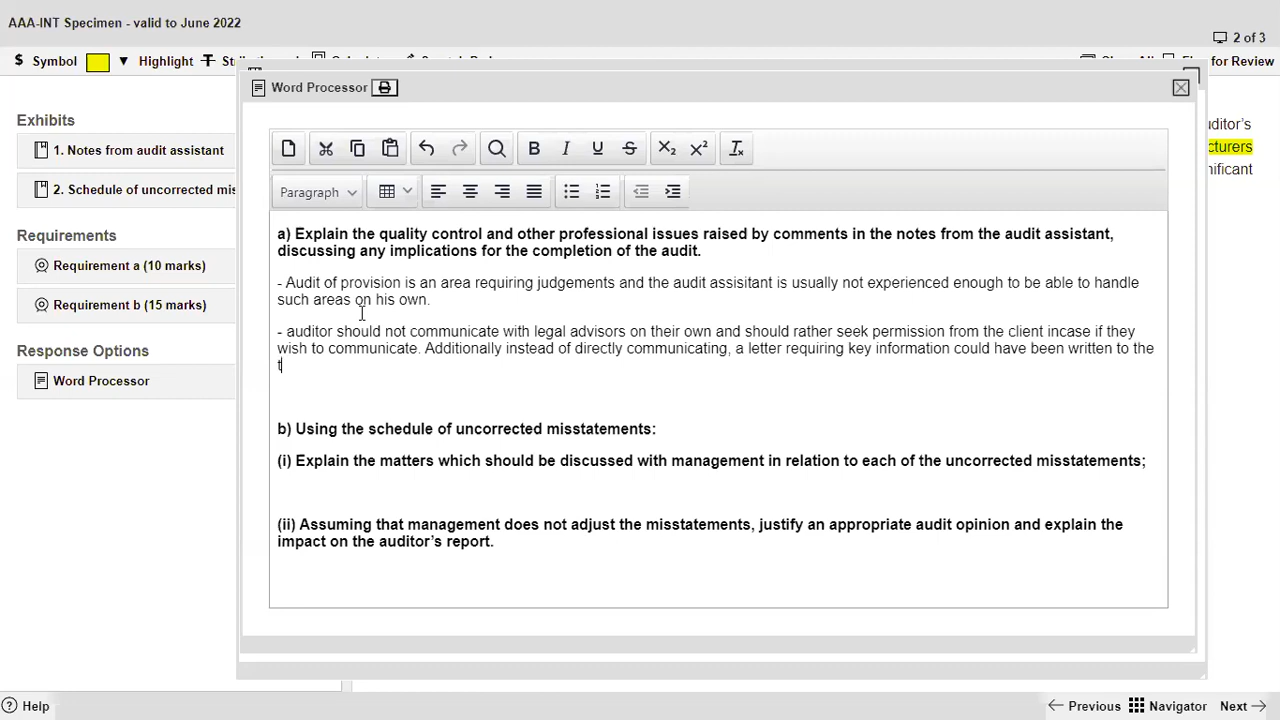 AAA-INT Specimen - valid to June 2022
2 of 3
$ Symbol Highlight T
for Review
Word Processor
Exhibits
1. Notes from audit assistant
2. Schedule of uncorrected mis
Requirements
Requirement a (10 marks)
Requirement b (15 marks)
Response Options
Word Processor
Paragraph
a) Explain the quality control and other professional issues raised by comments in the notes from the audit assistant,
discussing any implications for the completion of the audit.
- Audit of provision is an area requiring judgements and the audit assisitant is usually not experienced enough to be able to handle
such areas on his own.
- auditor should not communicate with legal advisors on their own and should rather seek permission from the client incase if they
wish to communicate. Additionally instead of directly communicating, a letter requiring key information could have been written to the
t
b) Using the schedule of uncorrected misstatements:
(i) Explain the matters which should be discussed with management in relation to each of the uncorrected misstatements;
(ii) Assuming that management does not adjust the misstatements, justify an appropriate audit opinion and explain the
impact on the auditor's report.
uditor's
cturers
nificant
Help
Previous Navigator Next